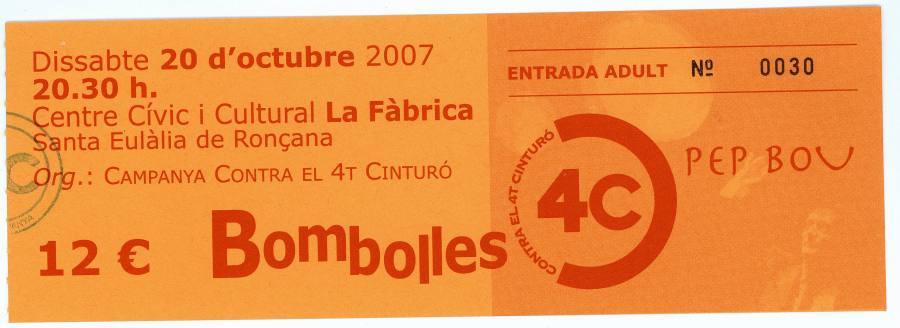 Dissabte 20 d'octubre 2007
20.30 h.
Centre Cívic i Cultural La Fàbrica
Santa Eulàlia de Ronçana
Org.: CAMPANYA CONTRA EL 4T CINTURÓ
12 €
Bombolles
ENTRADA ADULT Nº 0030
CONTRA EL 4T CINTURÓ
4C
PEP BOU